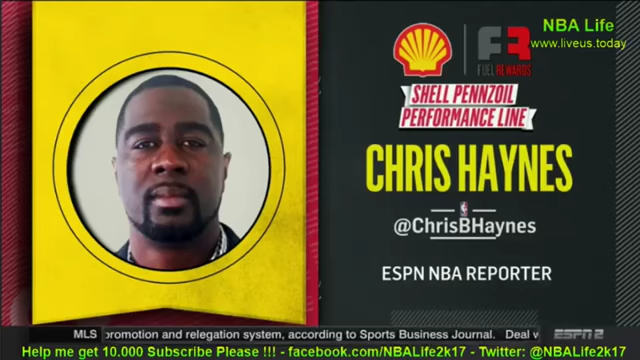 NBA Life
www.liveus.today
FR
FUEL REWARDS
SHELL PENNZOIL
PERFORMANCE LINE
CHRIS HAYNES
@ChrisBHaynes
ESPN NBA REPORTER
MLS promotion and relegation system, according to Sports Business Journal. Deal w ESPN2
Help me get 10.000 Subscribe Please !!! - facebook.com/NBALife2k17 - Twitter: @NBALife2k17